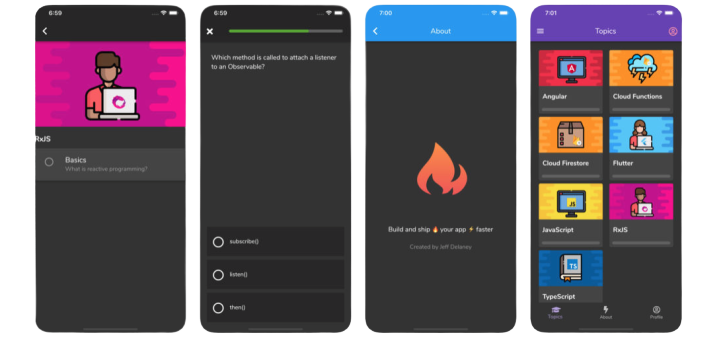 6:59
RxJS
Basics
What is reactive programming?
6:59
Which method is called to attach a listener
to an Observable?
subscribe()
listen()
then()
7:00
About
Build and ship 🔥 your app ⚡ faster
Created by Jeff Delaney
7:01
Topics
Angular
Cloud Functions
Cloud Firestore
Flutter
JS
JavaScript
RxJS
TS
TypeScript
Topics
About
Profile